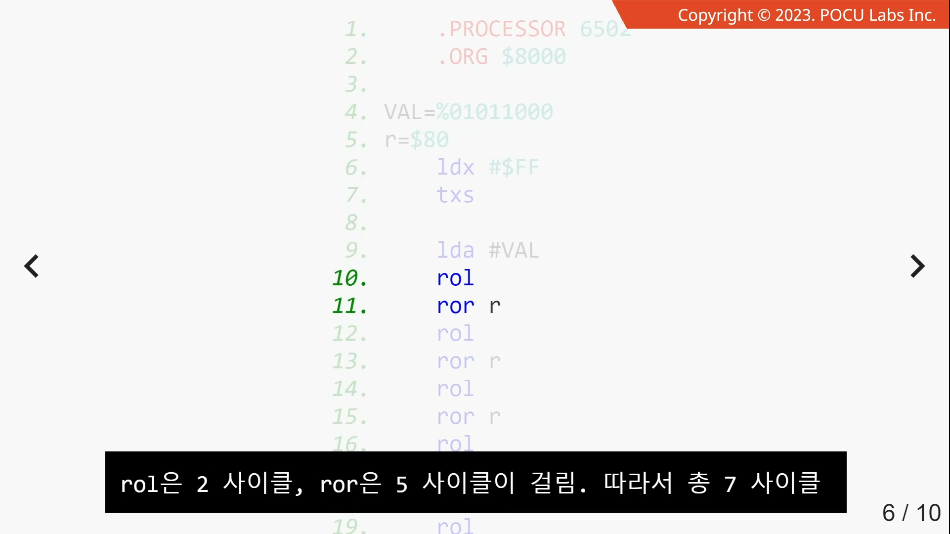 Copyright © 2023. POCU Labs Inc.
1. .PROCESSOR 6502
2. .ORG $8000
3.
4. VAL=%01011000
5. r=$80
6. ldx #$FF
7. txs
8.
9. lda #VAL
10. rol
11. ror r
12. rol
13. ror r
14. rol
15. ror r
16. rol
rol은 2 사이클, ror은 5 사이클이 걸림. 따라서 총 7 사이클
19. rol
6 / 10